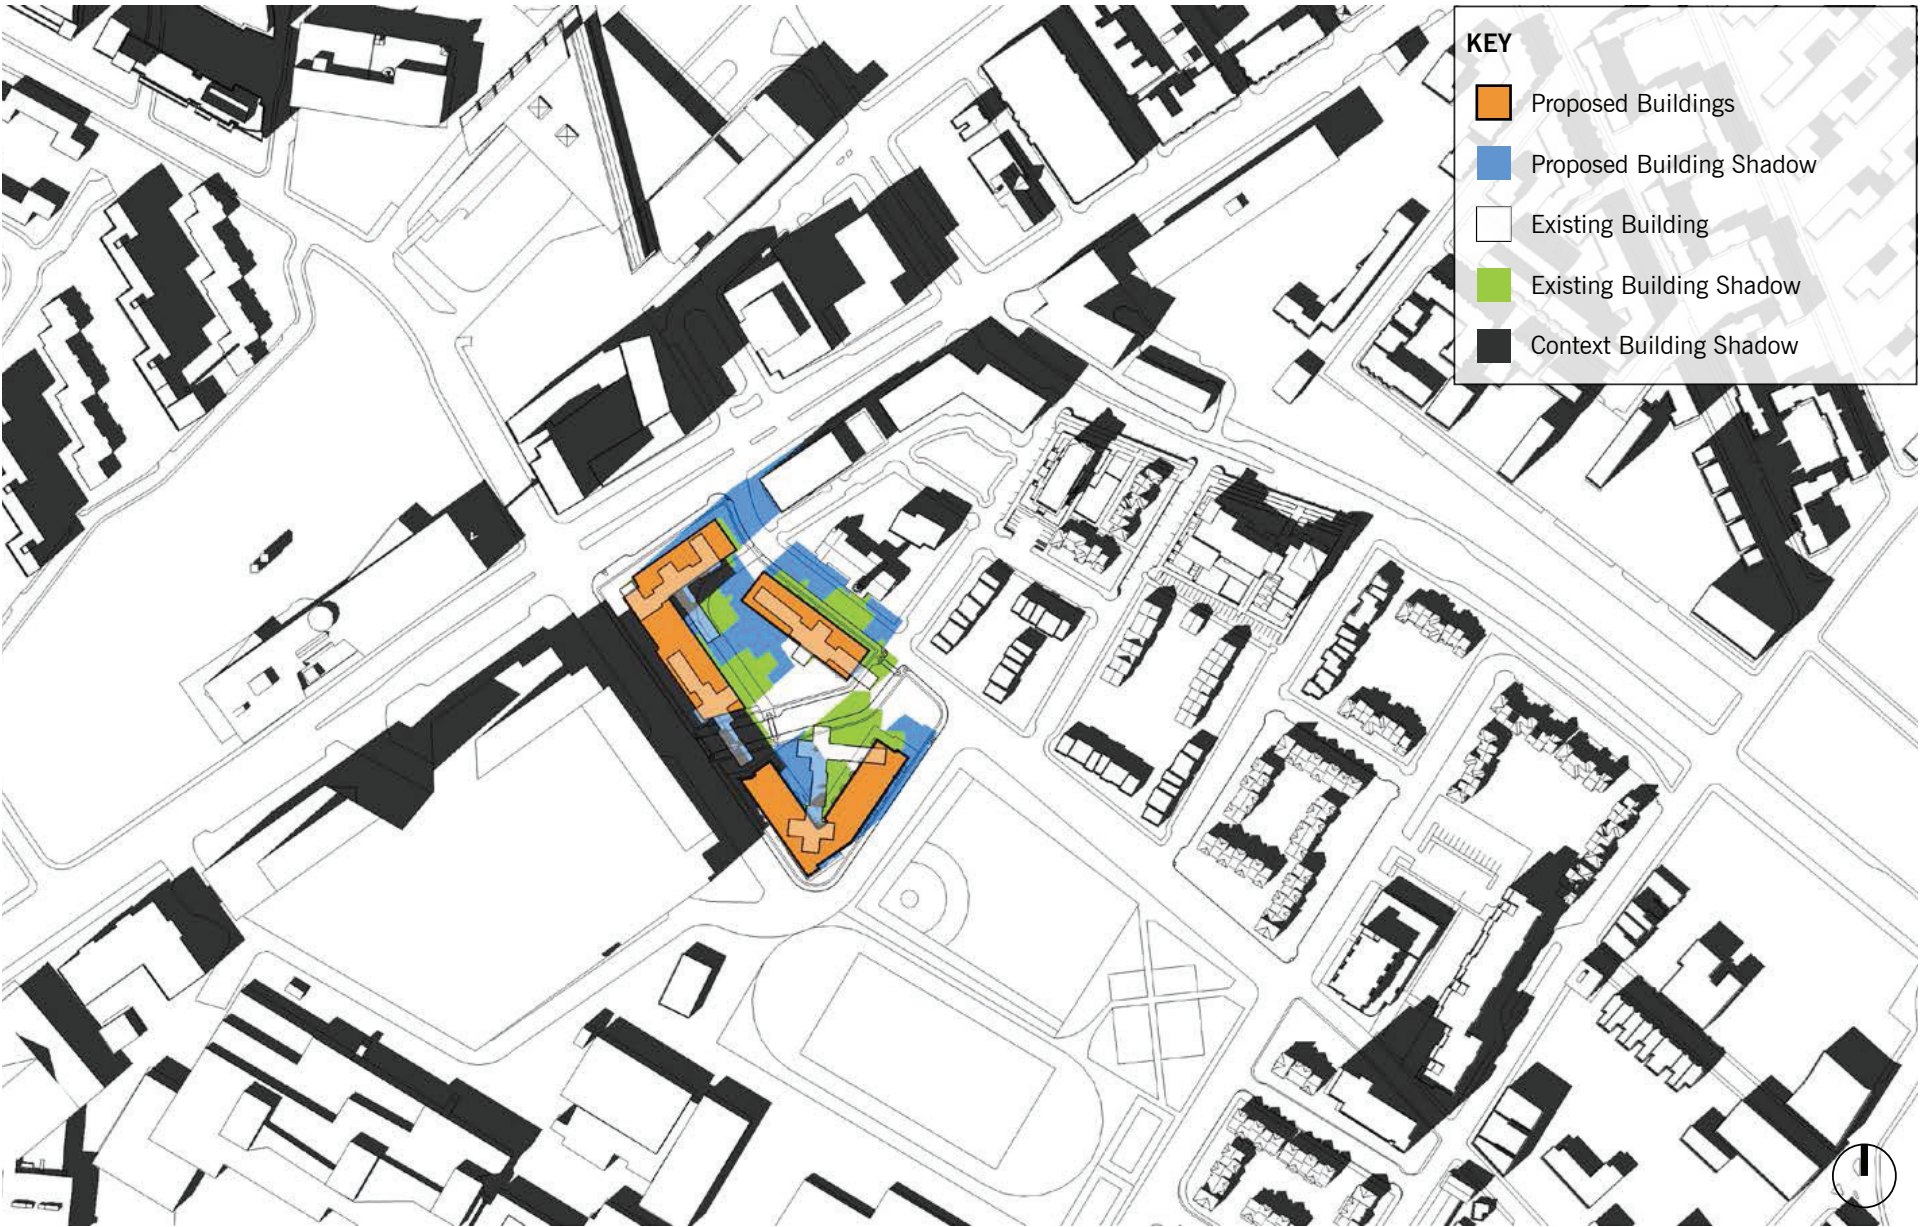 KEY
Proposed Buildings
Proposed Building Shadow
Existing Building
Existing Building Shadow
Context Building Shadow